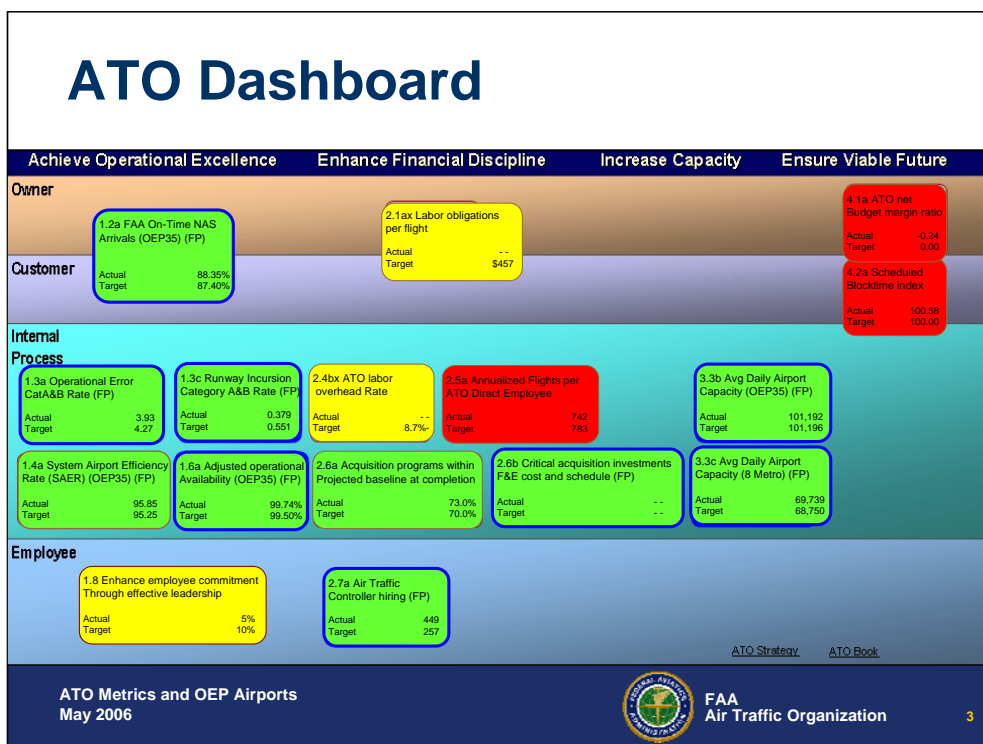 ATO Dashboard
Achieve Operational Excellence Enhance Financial Discipline Increase Capacity Ensure Viable Future
Owner
1.2a FAA On-Time NAS
Arrivals (OEP35) (FP)
Actual 88.35%
Target 87.40%
2.1ax Labor obligations
per flight
Actual - -
Target $457
4.1a ATO net
Budget margin ratio
Actual -0.24
Target 0.00
Customer
4.2a Scheduled
Blocktime index
Actual 100.58
Target 100.00
Internal
Process
1.3a Operational Error
CatA&B Rate (FP)
Actual 3.93
Target 4.27
1.3c Runway Incursion
Category A&B Rate (FP)
Actual 0.379
Target 0.551
2.4bx ATO labor
overhead Rate
Actual - -
Target 8.7%-
2.5a Annualized Flights per
ATO Direct Employee
Actual 742
Target 783
3.3b Avg Daily Airport
Capacity (OEP35) (FP)
Actual 101,192
Target 101,196
1.4a System Airport Efficiency
Rate (SAER) (OEP35) (FP)
Actual 95.85
Target 95.25
1.6a Adjusted operational
Availability (OEP35) (FP)
Actual 99.74%
Target 99.50%
2.6a Acquisition programs within
Projected baseline at completion
Actual 73.0%
Target 70.0%
2.6b Critical acquisition investments
F&E cost and schedule (FP)
Actual - -
Target - -
3.3c Avg Daily Airport
Capacity (8 Metro) (FP)
Actual 69,739
Target 68,750
Employee
1.8 Enhance employee commitment
Through effective leadership
Actual 5%
Target 10%
2.7a Air Traffic
Controller hiring (FP)
Actual 449
Target 257
ATO Strategy ATO Book
ATO Metrics and OEP Airports
May 2006
FEDERAL AVIATION
ADMINISTRATION
FAA
Air Traffic Organization
3